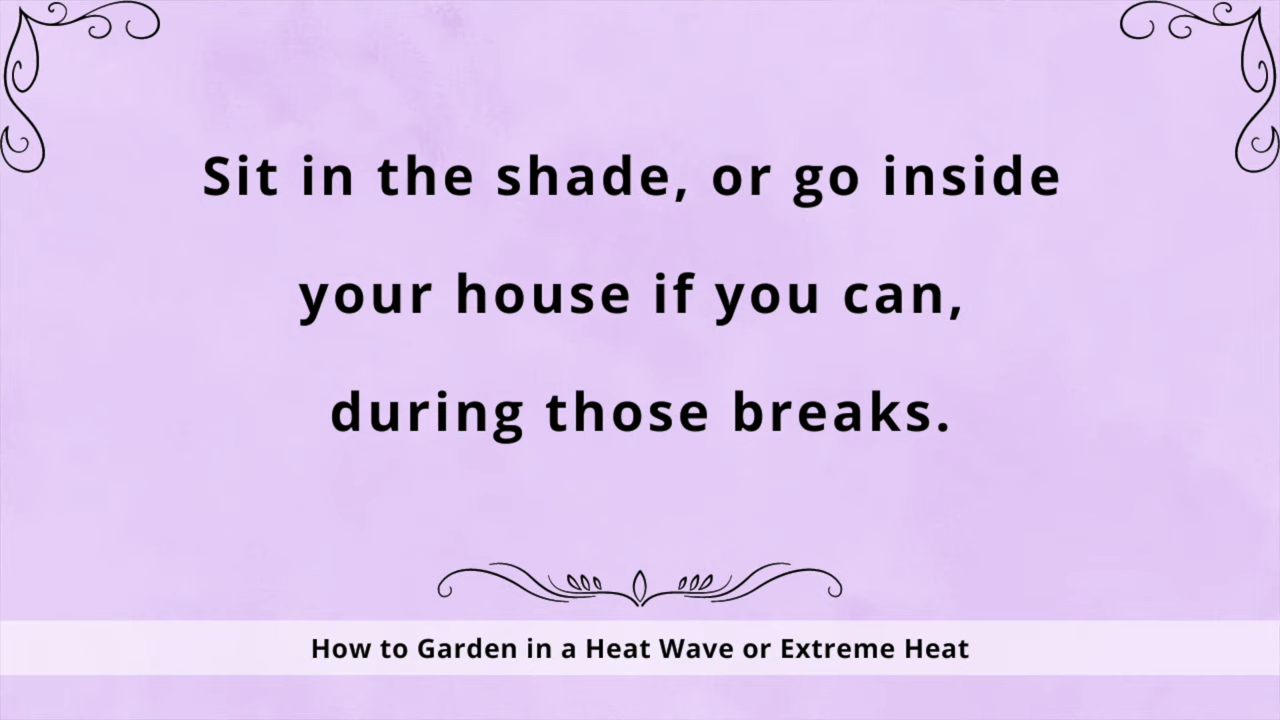 Sit in the shade, or go inside
your house if you can,
during those breaks.
How to Garden in a Heat Wave or Extreme Heat